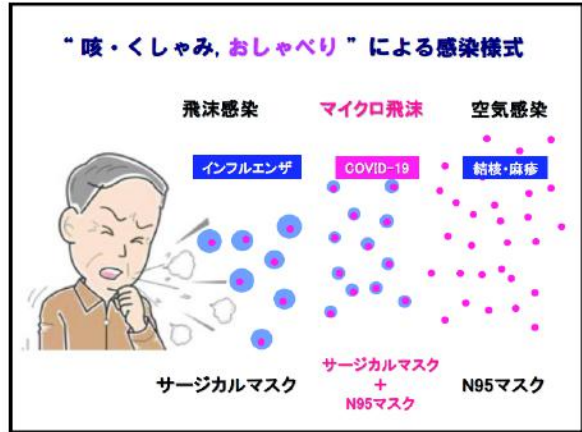 “ 咳・くしゃみ, おしゃべり ” による感染様式
飛沫感染 マイクロ飛沫 空気感染
インフルエンザ COVID-19 結核・麻疹
サージカルマスク サージカルマスク N95マスク
+
N95マスク